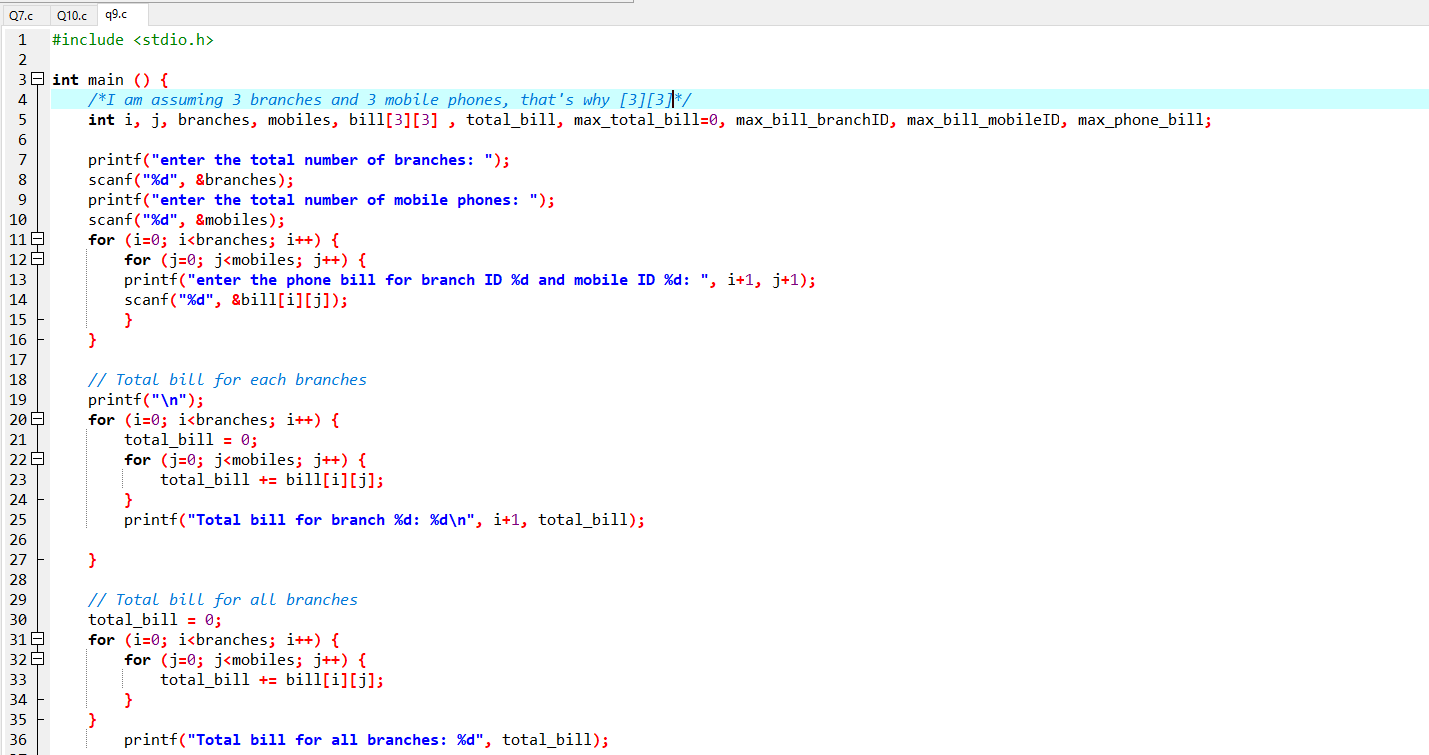 Q7.c Q10.c q9.c
1 #include <stdio.h>
2
3 int main () {
4 /*I am assuming 3 branches and 3 mobile phones, that's why [3][3]*/
5 int i, j, branches, mobiles, bill[3][3] , total_bill, max_total_bill=0, max_bill_branchID, max_bill_mobileID, max_phone_bill;
6
7 printf("enter the total number of branches: ");
8 scanf("%d", &branches);
9 printf("enter the total number of mobile phones: ");
10 scanf("%d", &mobiles);
11 for (i=0; i<branches; i++) {
12 for (j=0; j<mobiles; j++) {
13 printf("enter the phone bill for branch ID %d and mobile ID %d: ", i+1, j+1);
14 scanf("%d", &bill[i][j]);
15 }
16 }
17
18 // Total bill for each branches
19 printf("\n");
20 for (i=0; i<branches; i++) {
21 total_bill = 0;
22 for (j=0; j<mobiles; j++) {
23 total_bill += bill[i][j];
24 }
25 printf("Total bill for branch %d: %d\n", i+1, total_bill);
26
27 }
28
29 // Total bill for all branches
30 total_bill = 0;
31 for (i=0; i<branches; i++) {
32 for (j=0; j<mobiles; j++) {
33 total_bill += bill[i][j];
34 }
35 }
36 printf("Total bill for all branches: %d", total_bill);